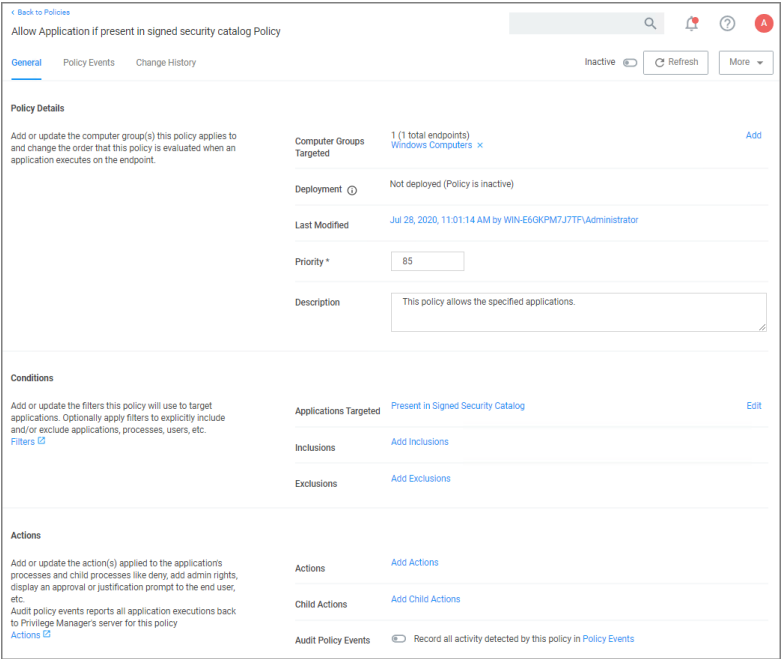 ‹ Back to Policies
Allow Application if present in signed security catalog Policy
A
General
Policy Events
Change History
Inactive
Refresh
More
Policy Details
Add or update the computer group(s) this policy applies to
and change the order that this policy is evaluated when an
application executes on the endpoint.
Computer Groups
Targeted
1 (1 total endpoints)
Windows Computers ×
Add
Deployment
Not deployed (Policy is inactive)
Last Modified
Jul 28, 2020, 11:01:14 AM by WIN-E6GKPM7J7TF\Administrator
Priority *
85
Description
This policy allows the specified applications.
Conditions
Add or update the filters this policy will use to target
applications. Optionally apply filters to explicitly include
and/or exclude applications, processes, users, etc.
Filters
Applications Targeted
Present in Signed Security Catalog
Edit
Inclusions
Add Inclusions
Exclusions
Add Exclusions
Actions
Add or update the action(s) applied to the application's
processes and child processes like deny, add admin rights,
display an approval or justification prompt to the end user,
etc.
Audit policy events reports all application executions back
to Privilege Manager's server for this policy
Actions
Actions
Add Actions
Child Actions
Add Child Actions
Audit Policy Events
Record all activity detected by this policy in Policy Events